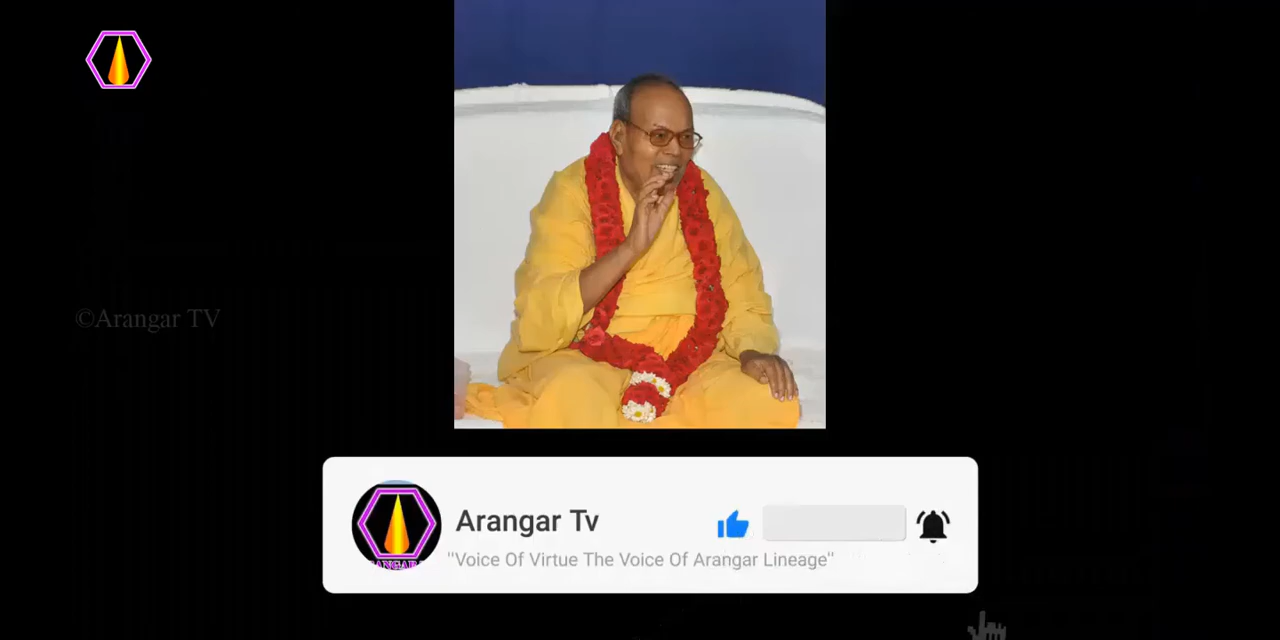 ©Arangar TV
Arangar Tv
"Voice Of Virtue The Voice Of Arangar Lineage"